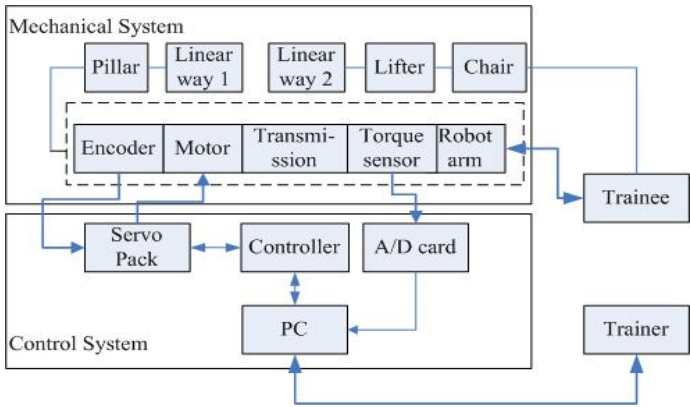 Mechanical System
Pillar
Linear
way 1
Linear
way 2
Lifter
Chair
Encoder
Motor
Transmi-
ssion
Torque
sensor
Robot
arm
Trainee
Servo
Pack
Controller
A/D card
PC
Trainer
Control System